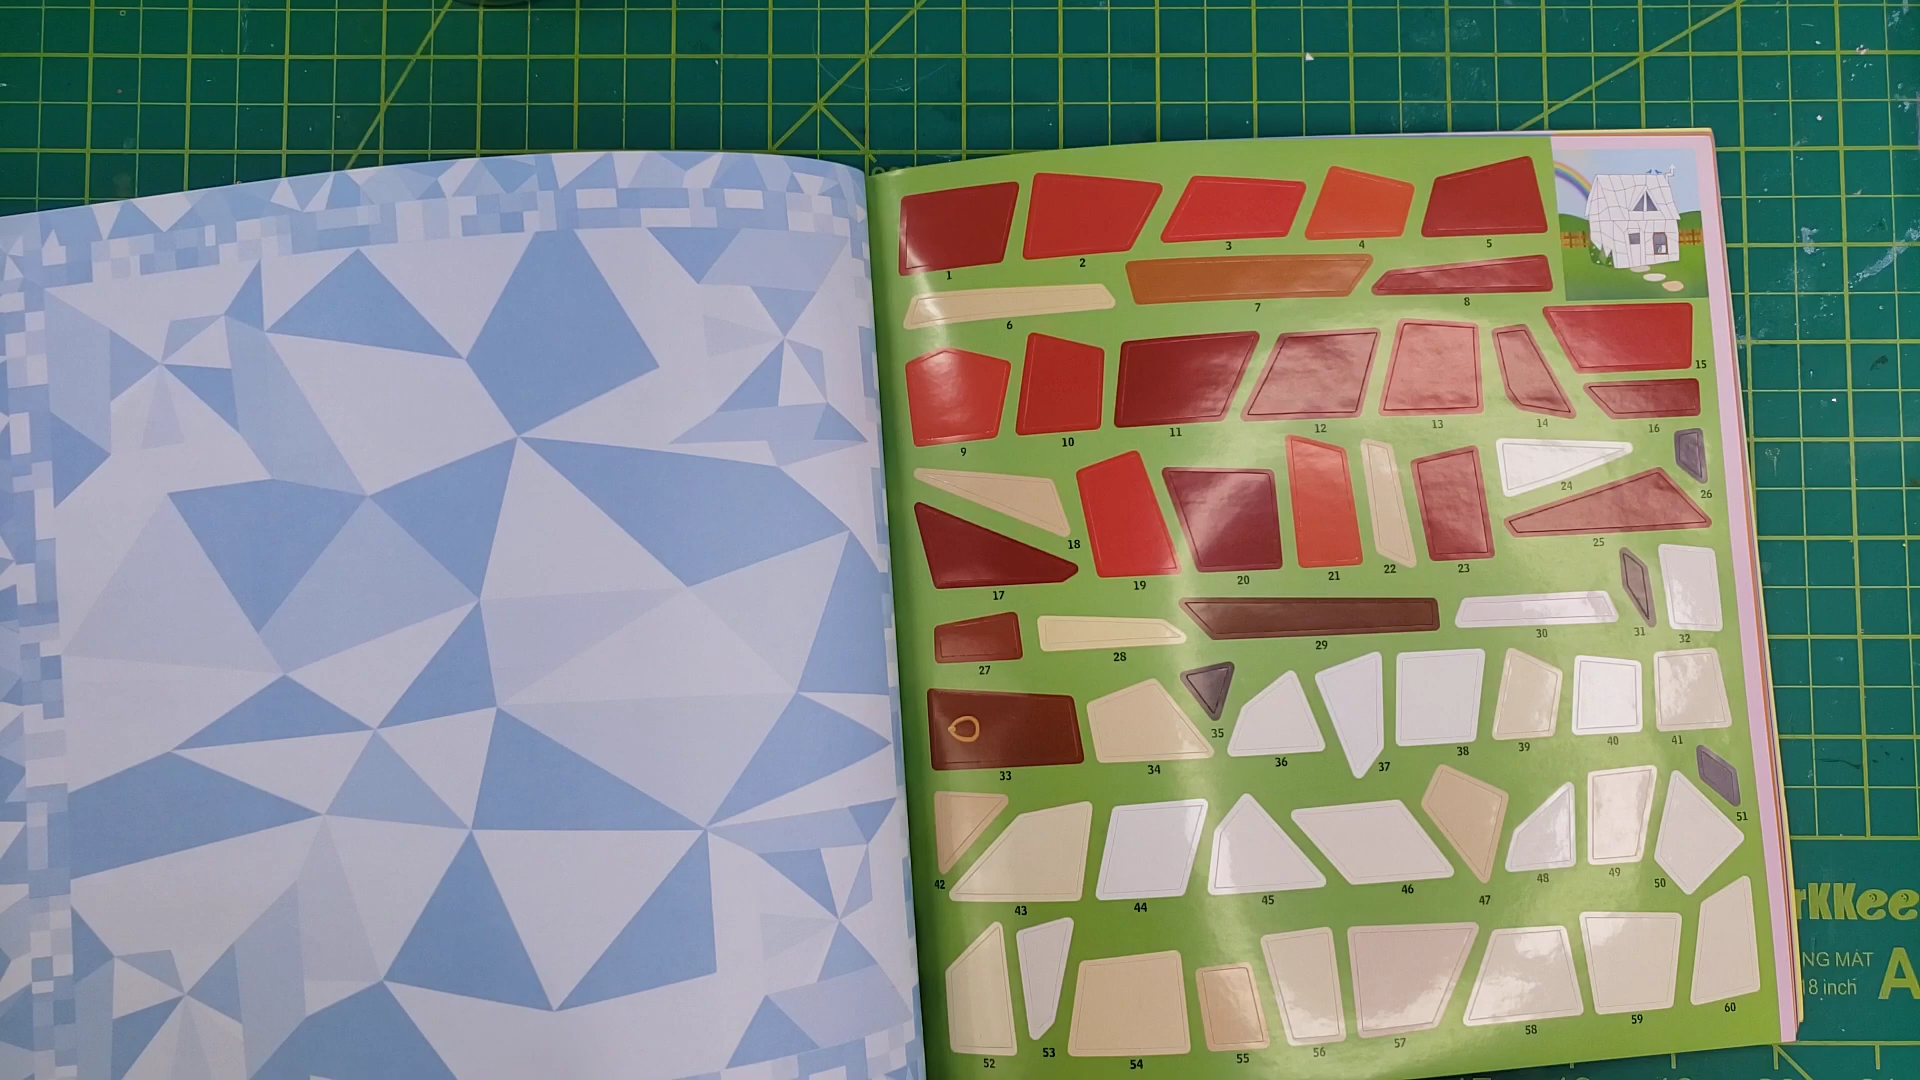 1 2 3 4 5
6 7 8
9 10 11 12 13 14 15
16
17 18 19 20 21 22 23 24 25 26
27 28 29 30 31 32
33 34 35 36 37 38 39 40 41
42 43 44 45 46 47 48 49 50 51
52 53 54 55 56 57 58 59 60
rKKee
NG MAT A
18 inch